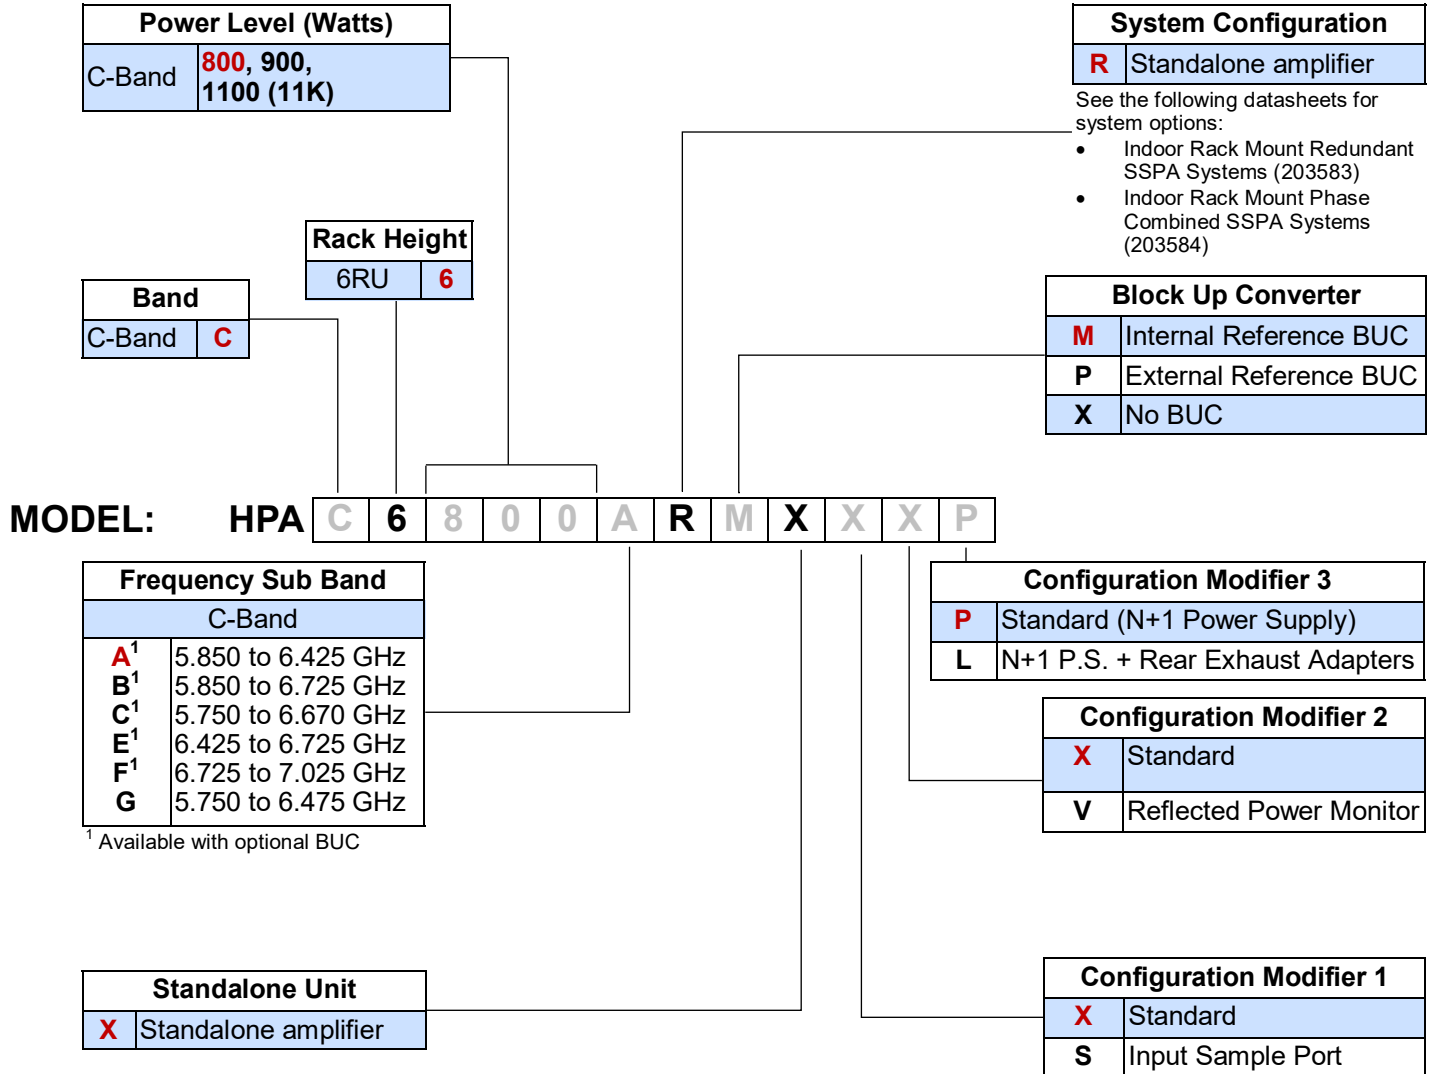 Power Level (Watts)
C-Band 800, 900,
1100 (11K)
System Configuration
R Standalone amplifier
See the following datasheets for
system options:
• Indoor Rack Mount Redundant
SSPA Systems (203583)
• Indoor Rack Mount Phase
Combined SSPA Systems
(203584)
Rack Height
6RU 6
Band
C-Band C
Block Up Converter
M Internal Reference BUC
P External Reference BUC
X No BUC
MODEL: HPA C 6 8 0 0 A R M X X X P
Frequency Sub Band
C-Band
A¹ 5.850 to 6.425 GHz
B¹ 5.850 to 6.725 GHz
C¹ 5.750 to 6.670 GHz
E¹ 6.425 to 6.725 GHz
F¹ 6.725 to 7.025 GHz
G 5.750 to 6.475 GHz
¹ Available with optional BUC
Configuration Modifier 3
P Standard (N+1 Power Supply)
L N+1 P.S. + Rear Exhaust Adapters
Configuration Modifier 2
X Standard
V Reflected Power Monitor
Standalone Unit
X Standalone amplifier
Configuration Modifier 1
X Standard
S Input Sample Port